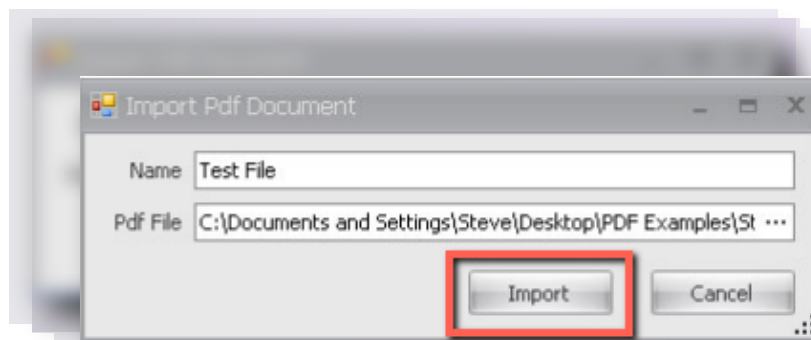 Import Pdf Document
Name Test File
Pdf File C:\Documents and Settings\Steve\Desktop\PDF Examples\St ...
Import Cancel